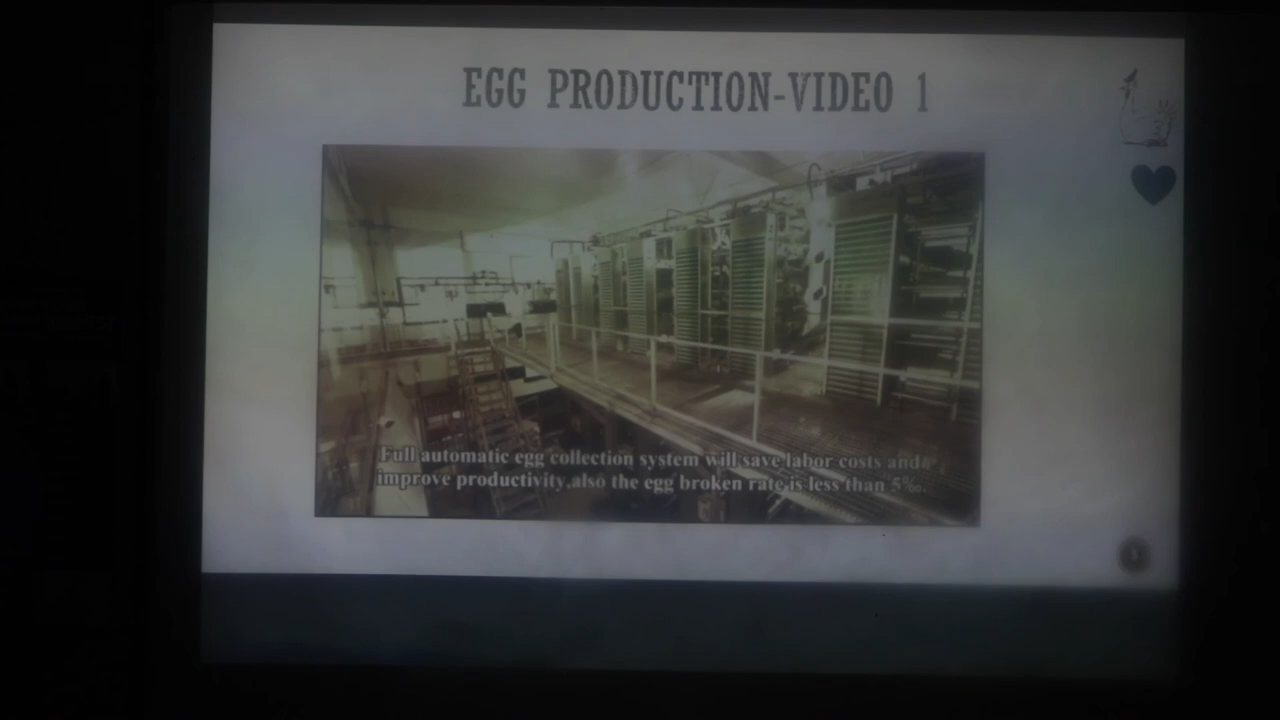 EGG PRODUCTION-VIDEO 1
Full automatic egg collection system will save labor costs and
improve productivity,also the egg broken rate is less than 5‰.